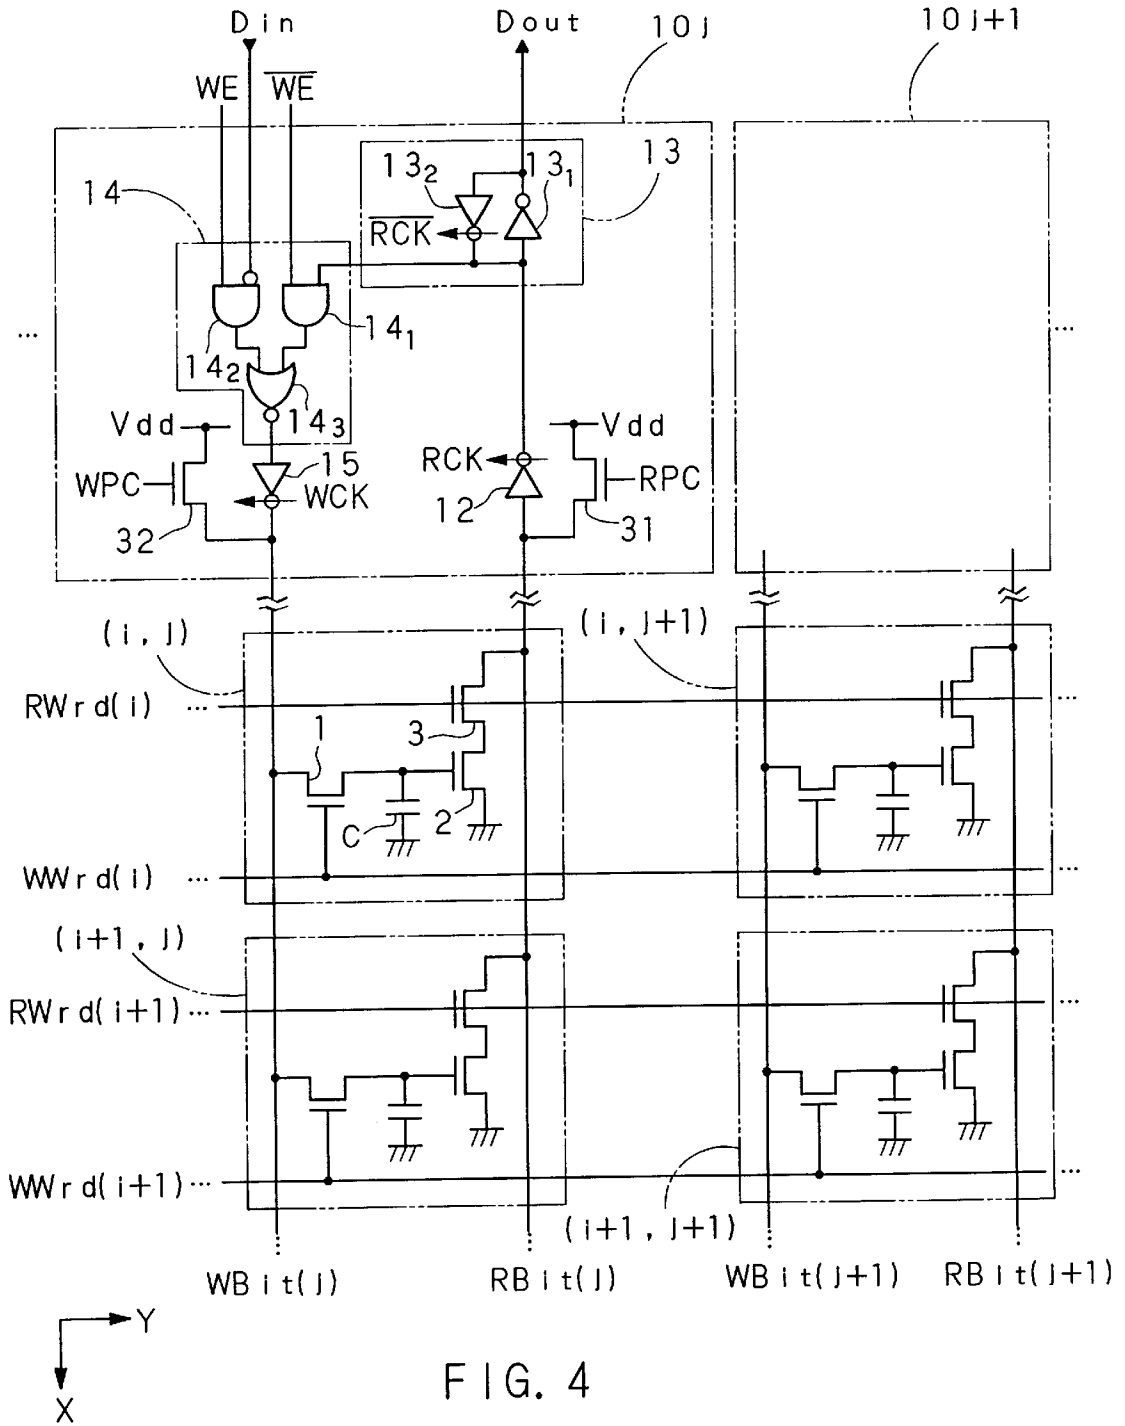 Din Dout 10j 10j+1
WE W̅E̅
13₂ 13₁ 13
14
R̅C̅K̅
...
14₂ 14₁
...
14₃
Vdd Vdd
15 RCK
WPC WCK 12 RPC
32 31
(i, j) (i, j+1)
RWrd(i) ... ...
1 3
C 2
WWrd(i) ... ...
(i+1, j)
RWrd(i+1) ... ...
WWrd(i+1) ... ...
(i+1, j+1)
WBit(j) RBit(j) WBit(j+1) RBit(j+1)
Y
X
FIG. 4